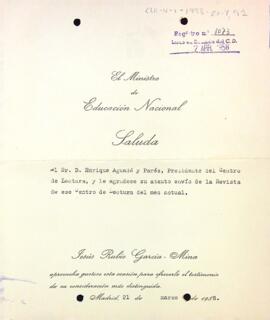 Registro nº 1073
El Ministro
de
Educación Nacional
Saluda
al Sr. D. Enrique Aguadé y Parés, Presidente del Centro
de Lectura, y le agradece su atento envío de la Revista
de ese Centro de Lectura del mes actual.
Jesús Rubio García-Mina
aprovecha gustoso esta ocasión para ofrecerle el testimonio
de su consideración más distinguida.
Madrid, 21 de marzo de 1958.